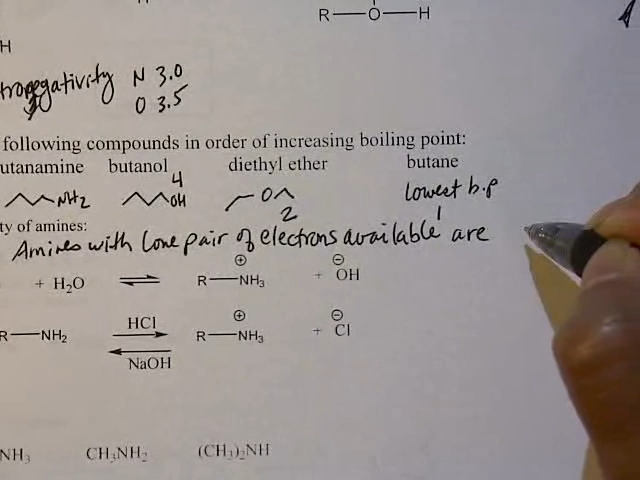 R—O—H
H
tronegativity N 3.0
O 3.5
following compounds in order of increasing boiling point:
utanamine butanol diethyl ether butane
4
NH2 OH O lowest b.p
2 1
ty of amines:
Amines with lone pair of electrons available are
+ H₂O ⇌ R—NH₃ ⊕ + OH ⊖
R—NH₂ HCl NaOH R—NH₃ ⊕ + Cl ⊖
NH₃ CH₃NH₂ (CH₃)₂NH